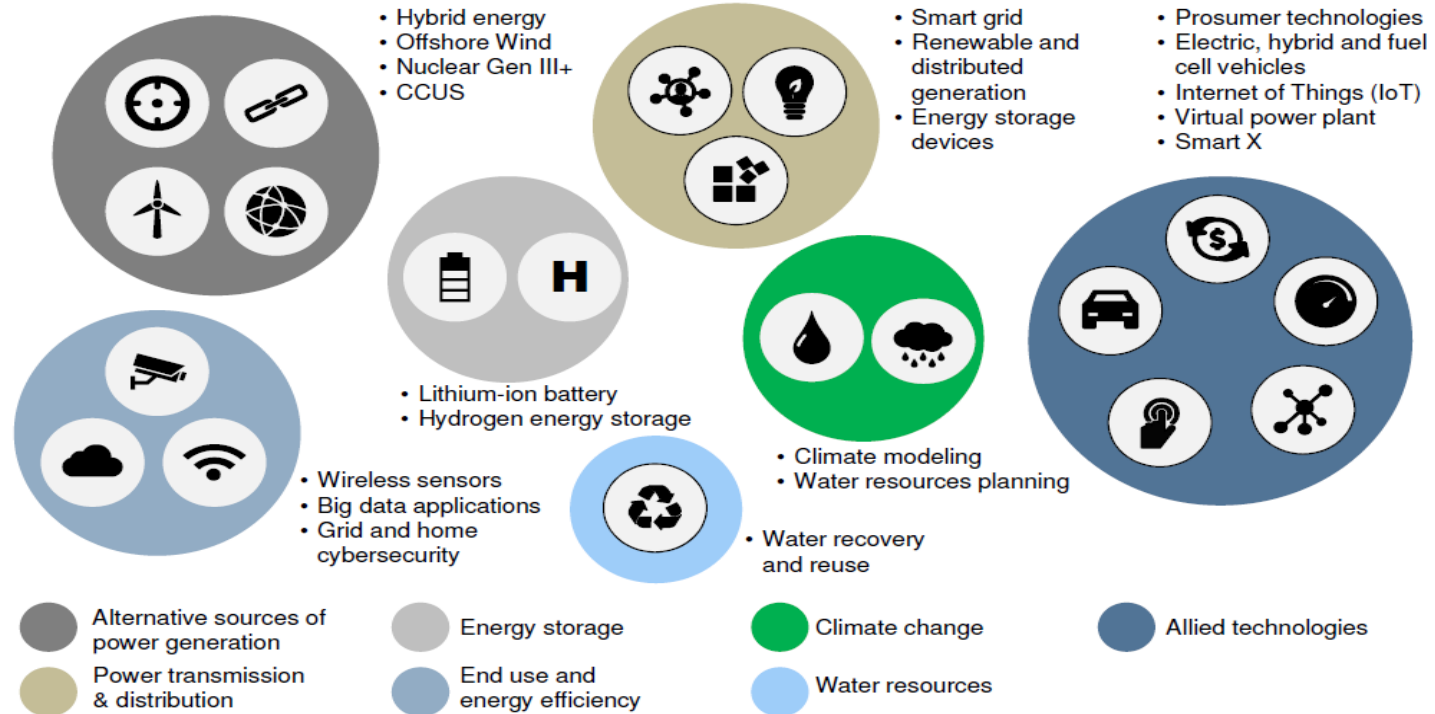 • Hybrid energy
• Offshore Wind
• Nuclear Gen III+
• CCUS
• Smart grid
• Renewable and
distributed
generation
• Energy storage
devices
• Prosumer technologies
• Electric, hybrid and fuel
cell vehicles
• Internet of Things (IoT)
• Virtual power plant
• Smart X
$
H
• Lithium-ion battery
• Hydrogen energy storage
• Climate modeling
• Water resources planning
• Wireless sensors
• Big data applications
• Grid and home
cybersecurity
• Water recovery
and reuse
Alternative sources of
power generation
Energy storage
Climate change
Allied technologies
Power transmission
& distribution
End use and
energy efficiency
Water resources